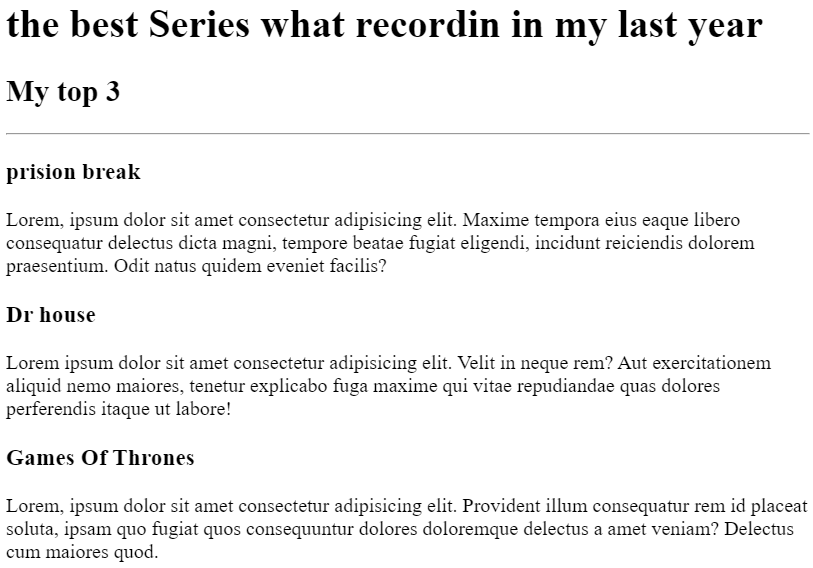 the best Series what recordin in my last year
My top 3
prision break
Lorem, ipsum dolor sit amet consectetur adipisicing elit. Maxime tempora eius eaque libero
consequatur delectus dicta magni, tempore beatae fugiat eligendi, incidunt reiciendis dolorem
praesentium. Odit natus quidem eveniet facilis?
Dr house
Lorem ipsum dolor sit amet consectetur adipisicing elit. Velit in neque rem? Aut exercitationem
aliquid nemo maiores, tenetur explicabo fuga maxime qui vitae repudiandae quas dolores
perferendis itaque ut labore!
Games Of Thrones
Lorem, ipsum dolor sit amet consectetur adipisicing elit. Provident illum consequatur rem id placeat
soluta, ipsam quo fugiat quos consequuntur dolores doloremque delectus a amet veniam? Delectus
cum maiores quod.